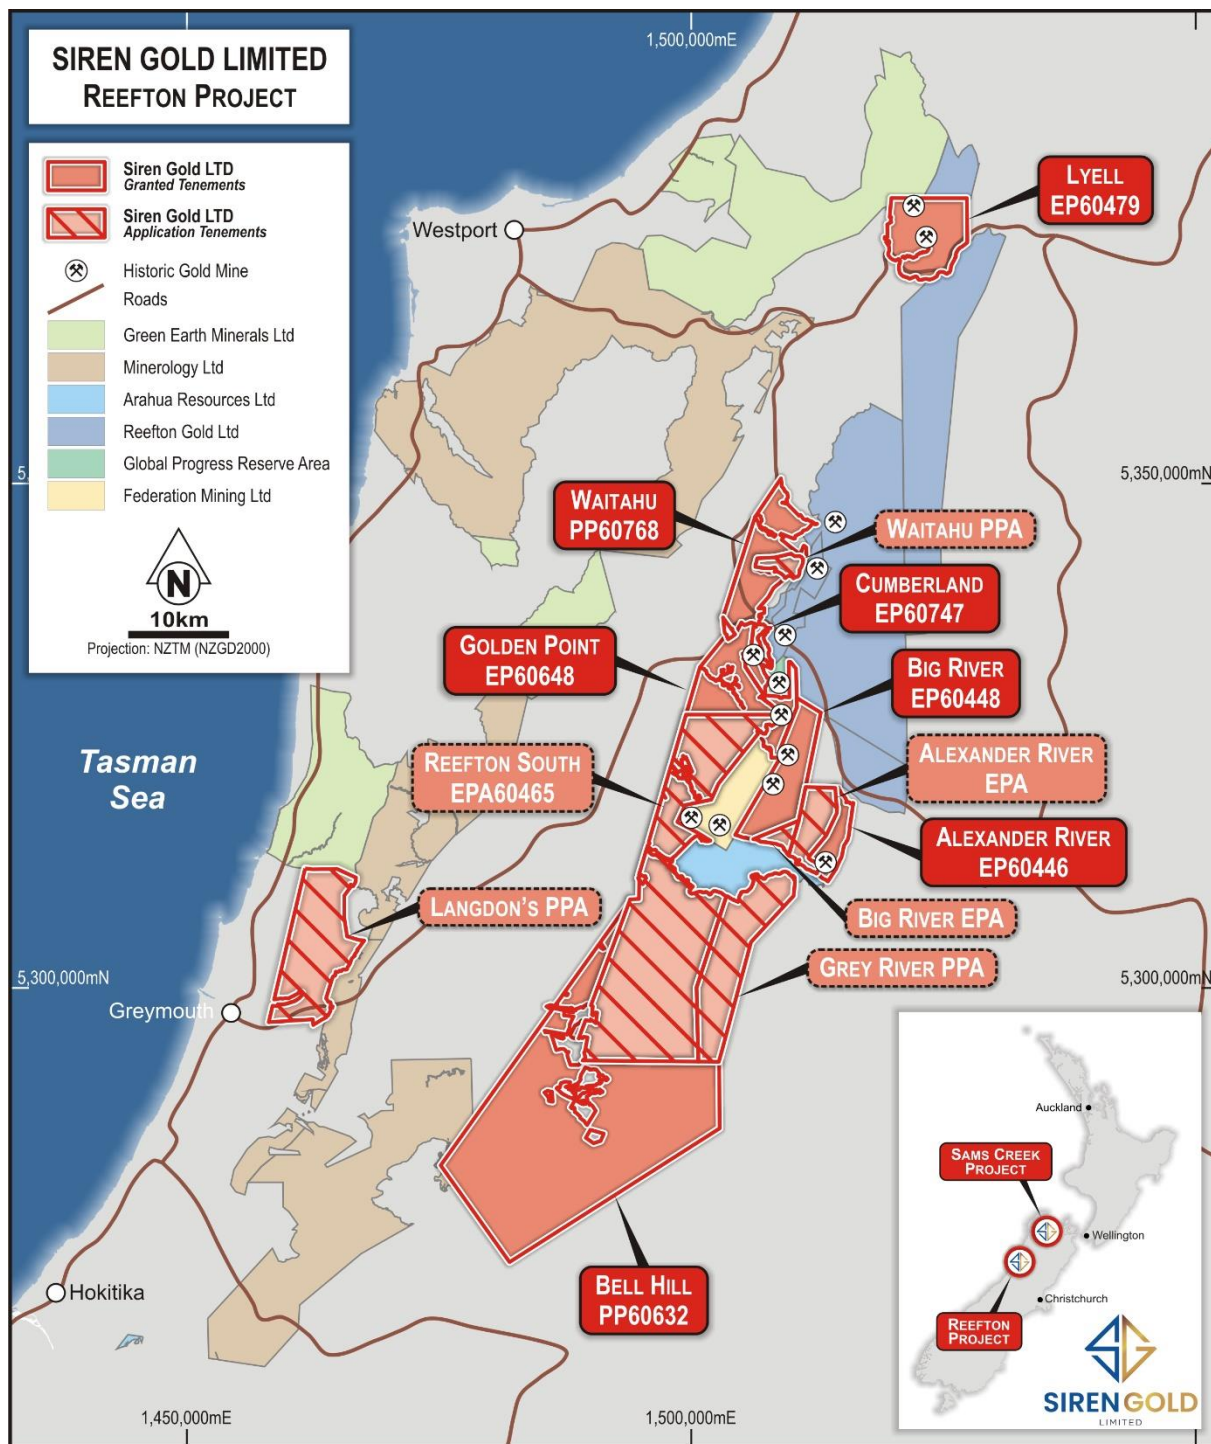 SIREN GOLD LIMITED
REEFTON PROJECT
1,500,000mE
Siren Gold LTD
Granted Tenements
Siren Gold LTD
Application Tenements
Historic Gold Mine
Roads
Green Earth Minerals Ltd
Minerology Ltd
Arahua Resources Ltd
Reefton Gold Ltd
Global Progress Reserve Area
Federation Mining Ltd
N
10km
Projection: NZTM (NZGD2000)
Westport
LYELL
EP60479
5,350,000mN
WAITAHU
PP60768
WAITAHU PPA
CUMBERLAND
EP60747
GOLDEN POINT
EP60648
BIG RIVER
EP60448
Tasman
Sea
REEFTON SOUTH
EPA60465
ALEXANDER RIVER
EPA
ALEXANDER RIVER
EP60446
LANGDON'S PPA
BIG RIVER EPA
GREY RIVER PPA
5,300,000mN
5,300,000mN
Greymouth
Hokitika
BELL HILL
PP60632
1,450,000mE
1,500,000mE
Auckland
SAMS CREEK
PROJECT
Wellington
Christchurch
REEFTON
PROJECT
SIREN GOLD
LIMITED